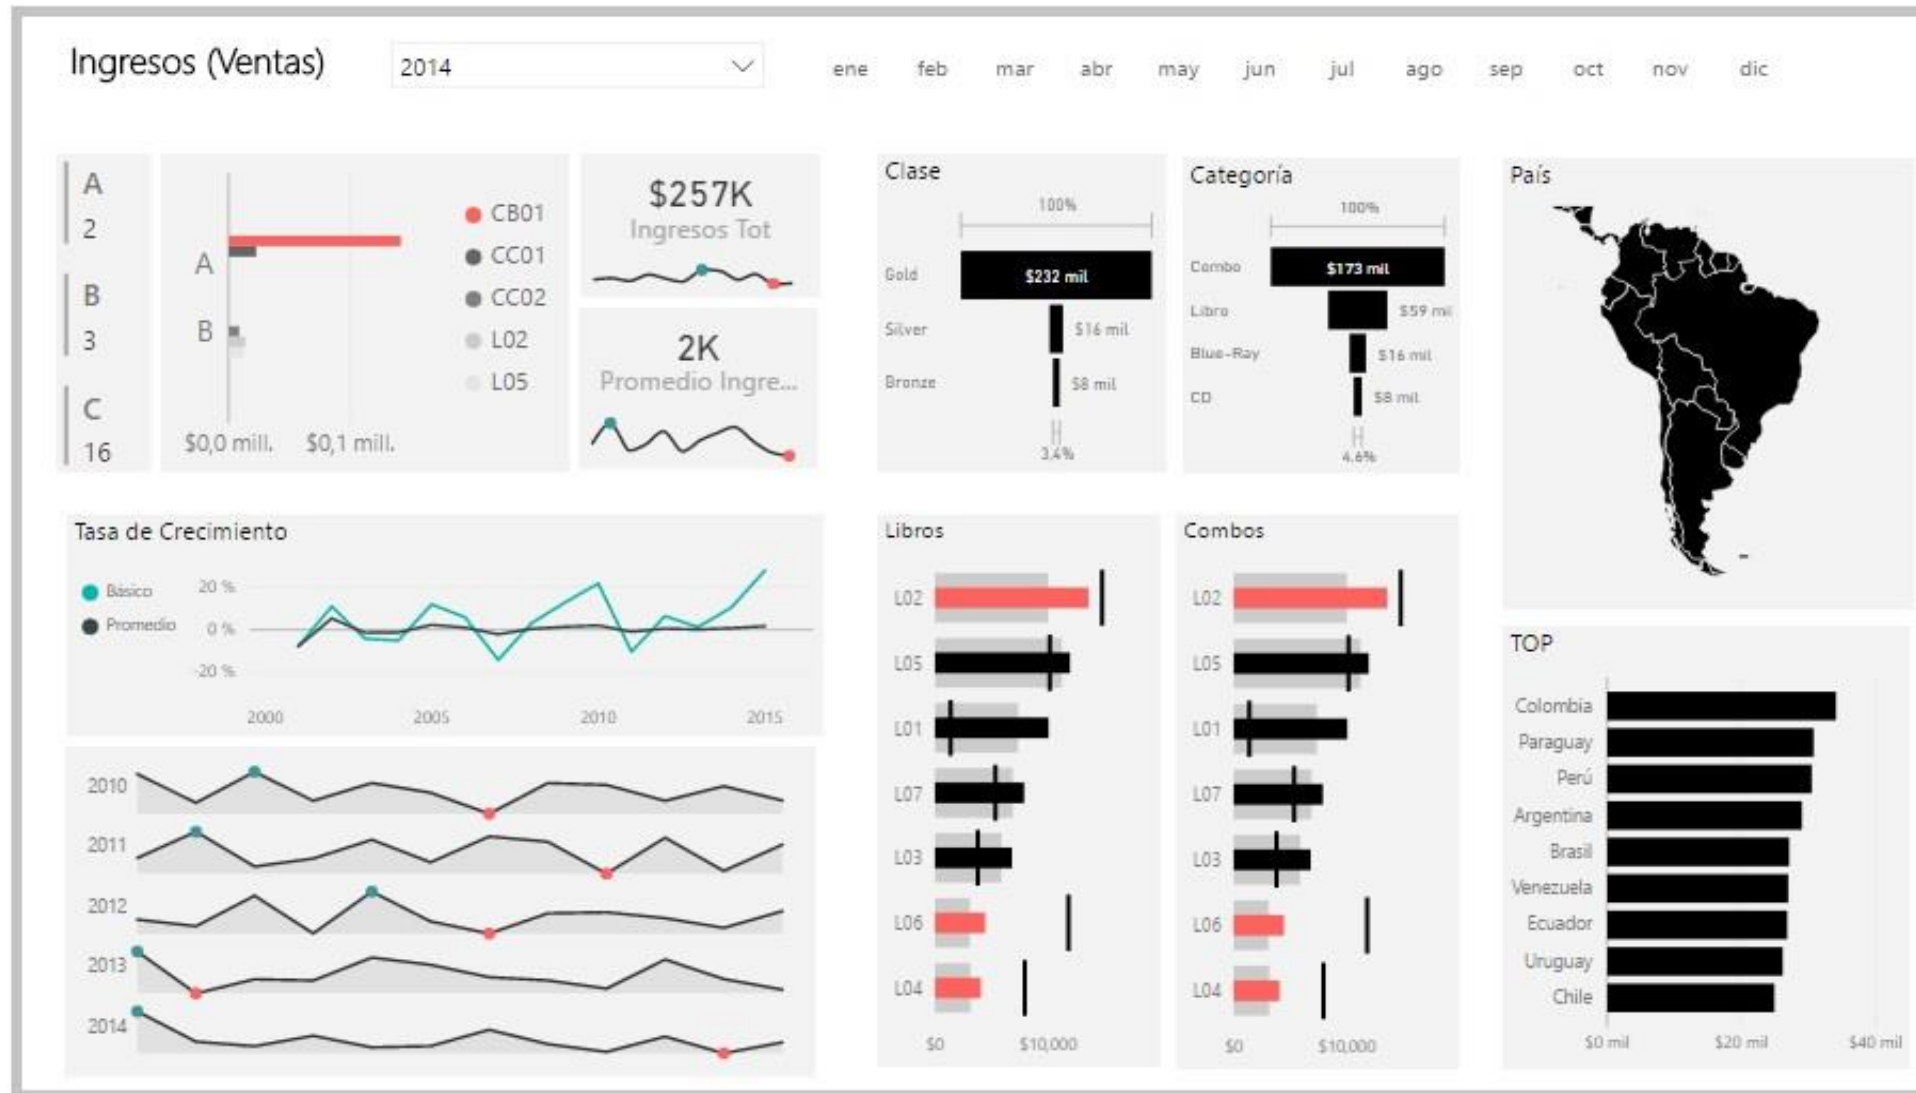 Ingresos (Ventas)
2014
ene feb mar abr may jun jul ago sep oct nov dic
A
2
B
3
C
16
A
B
$0,0 mill. $0,1 mill.
CB01
CC01
CC02
L02
L05
$257K
Ingresos Tot
2K
Promedio Ingre...
Clase
100%
Gold $232 mil
Silver $16 mil
Bronze $8 mil
3.4%
Categoría
100%
Combo $173 mil
Libro $59 mil
Blue-Ray $16 mil
CD $8 mil
4.6%
País
Tasa de Crecimiento
Básico
Promedio
20 %
0 %
-20 %
2000 2005 2010 2015
2010
2011
2012
2013
2014
Libros
L02
L05
L01
L07
L03
L06
L04
$0 $10,000
Combos
L02
L05
L01
L07
L03
L06
L04
$0 $10,000
TOP
Colombia
Paraguay
Perú
Argentina
Brasil
Venezuela
Ecuador
Uruguay
Chile
$0 mil $20 mil $40 mil